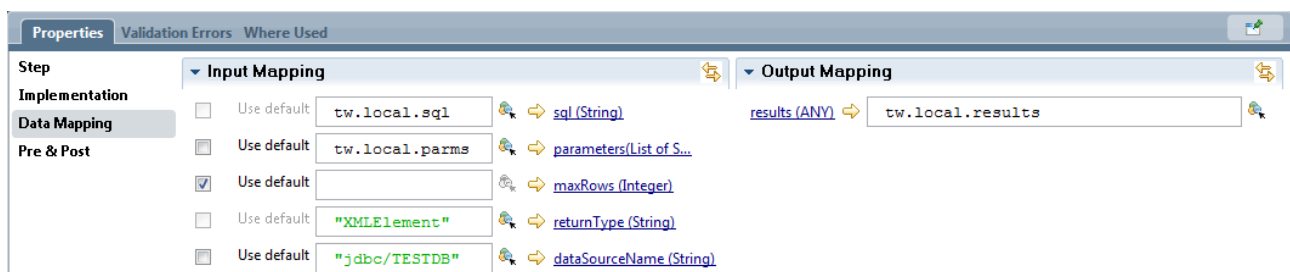 Properties Validation Errors Where Used
Step
Implementation
Data Mapping
Pre & Post
Input Mapping
Use default tw.local.sql sql (String)
Use default tw.local.parms parameters(List of S...
Use default maxRows (Integer)
Use default "XMLElement" returnType (String)
Use default "jdbc/TESTDB" dataSourceName (String)
Output Mapping
results (ANY) tw.local.results